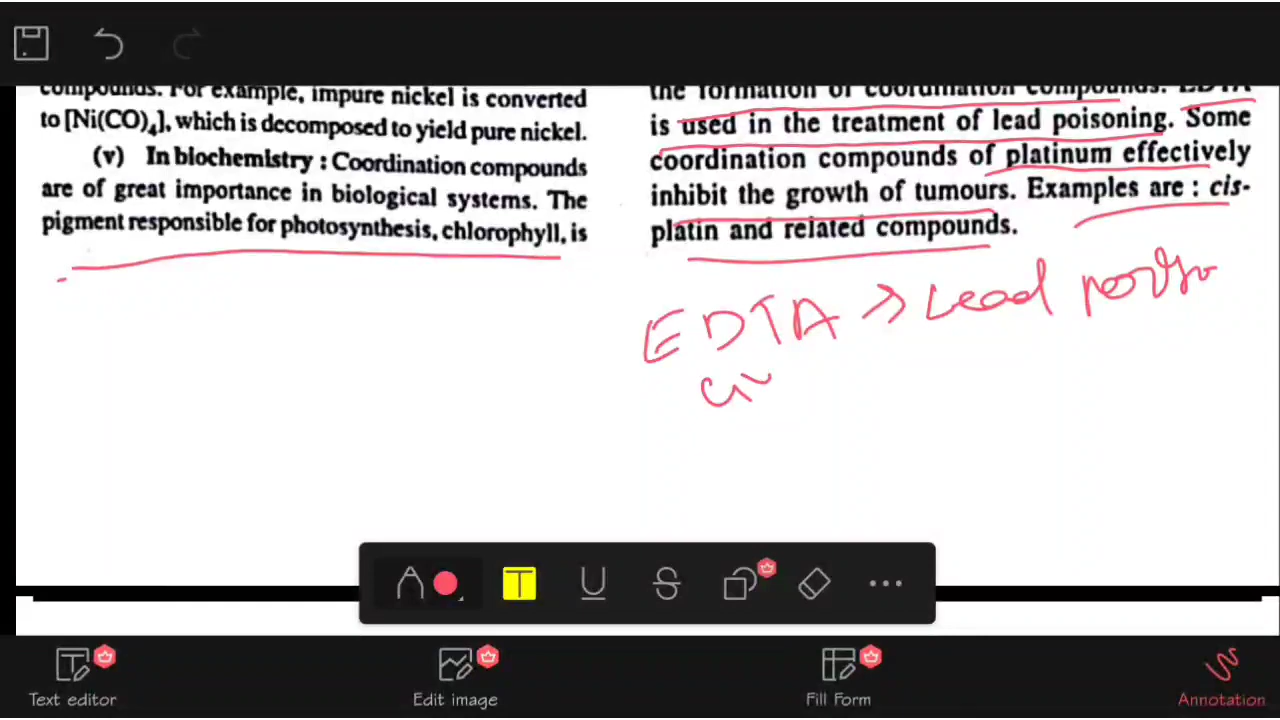 compounds. For example, impure nickel is converted
to [Ni(CO)4], which is decomposed to yield pure nickel.
(v) In biochemistry : Coordination compounds
are of great importance in biological systems. The
pigment responsible for photosynthesis, chlorophyll, is
the formation of coordination compounds. EDTA
is used in the treatment of lead poisoning. Some
coordination compounds of platinum effectively
inhibit the growth of tumours. Examples are : cis-
platin and related compounds.
EDTA → Lead
T
Text editor
Edit image
Fill Form
Annotation